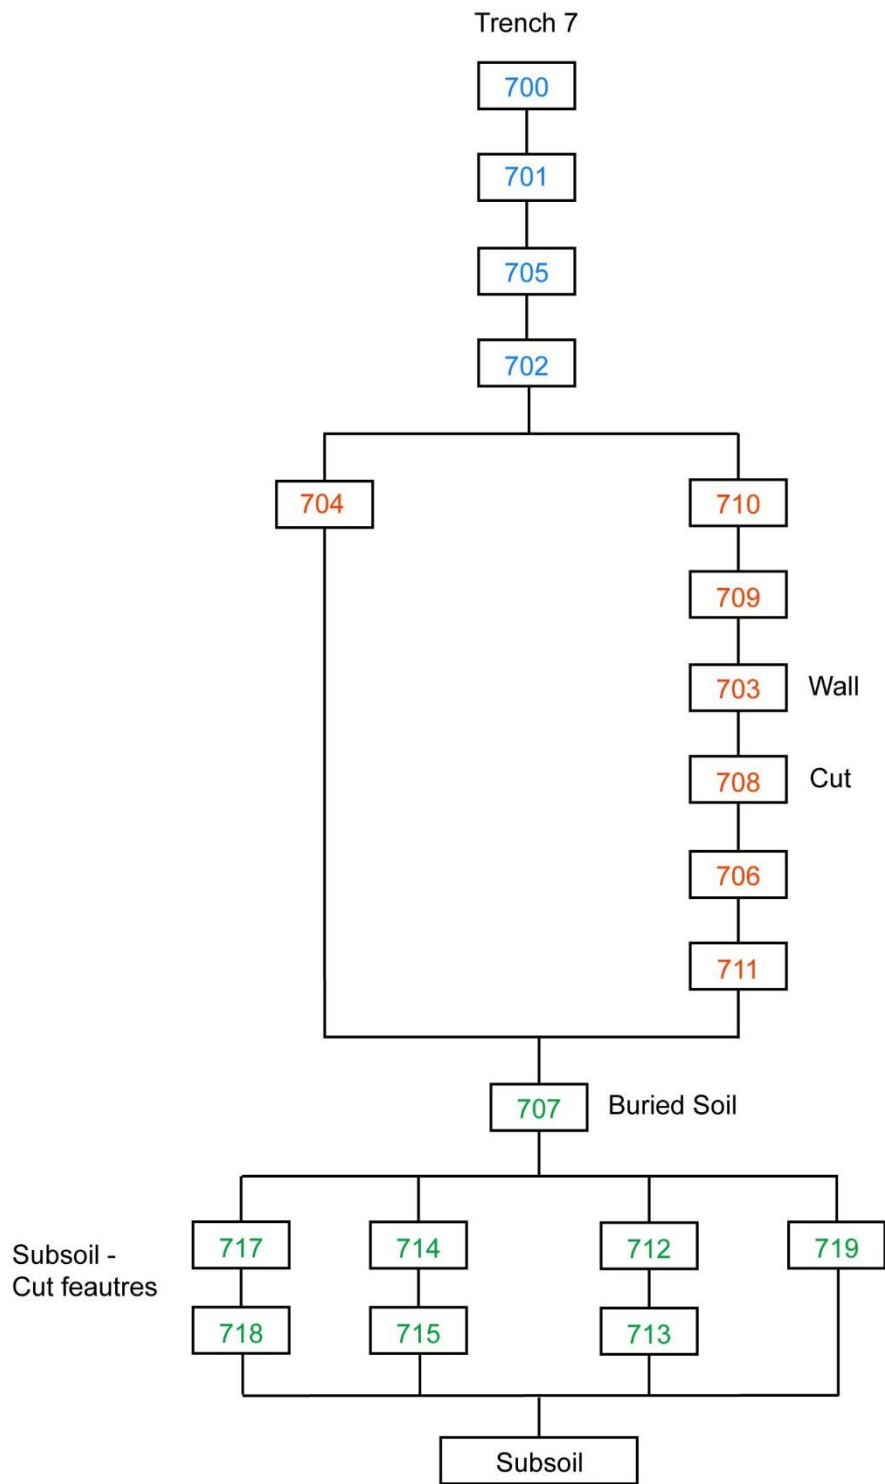 Trench 7
700
701
705
702
704
710
709
703 Wall
708 Cut
706
711
707 Buried Soil
717 714 712 719
Subsoil -
Cut feautres
718 715 713
Subsoil